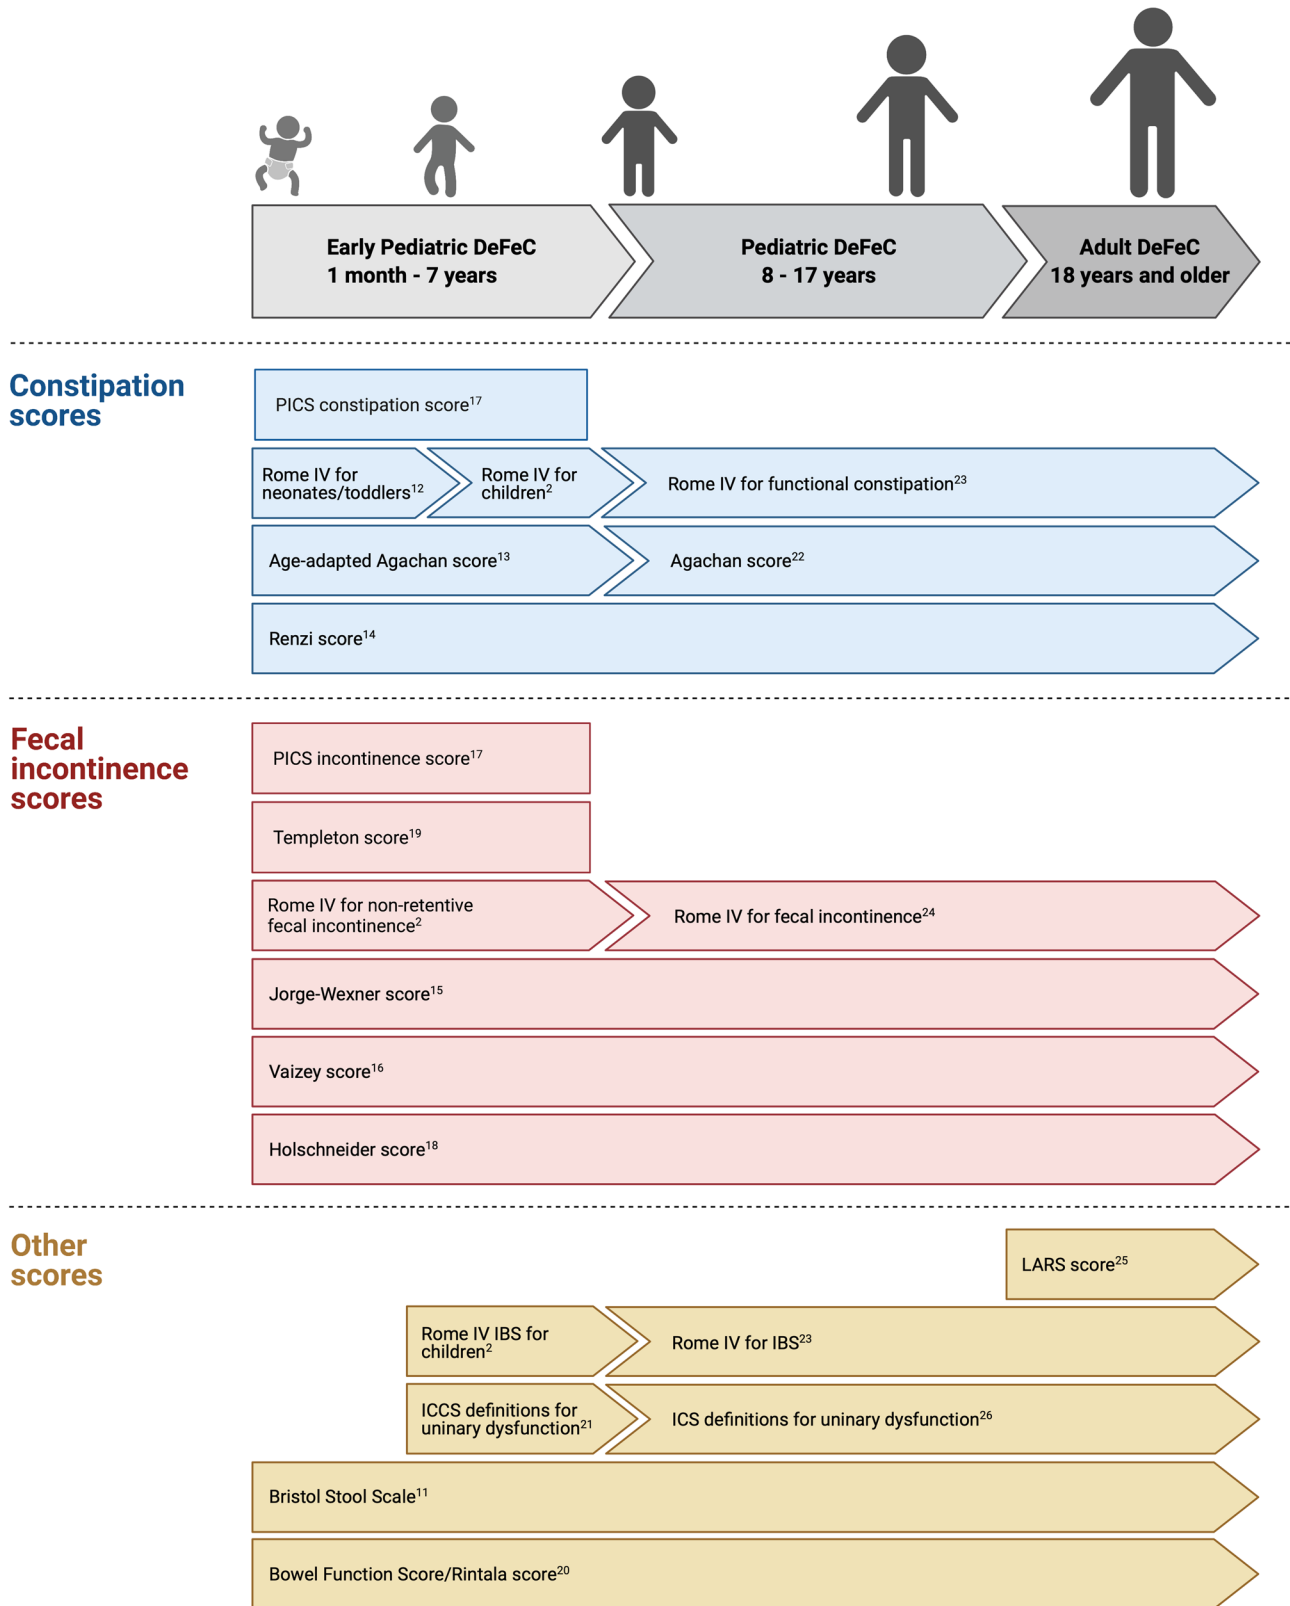 Early Pediatric DeFeC
1 month - 7 years
Pediatric DeFeC
8 - 17 years
Adult DeFeC
18 years and older
Constipation
scores
PICS constipation score¹⁷
Rome IV for
neonates/toddlers¹²
Rome IV for
children²
Rome IV for functional constipation²³
Age-adapted Agachan score¹³
Agachan score²²
Renzi score¹⁴
Fecal
incontinence
scores
PICS incontinence score¹⁷
Templeton score¹⁹
Rome IV for non-retentive
fecal incontinence²
Rome IV for fecal incontinence²⁴
Jorge-Wexner score¹⁵
Vaizey score¹⁶
Holschneider score¹⁸
Other
scores
LARS score²⁵
Rome IV IBS for
children²
Rome IV for IBS²³
ICCS definitions for
uninary dysfunction²¹
ICS definitions for uninary dysfunction²⁶
Bristol Stool Scale¹¹
Bowel Function Score/Rintala score²⁰